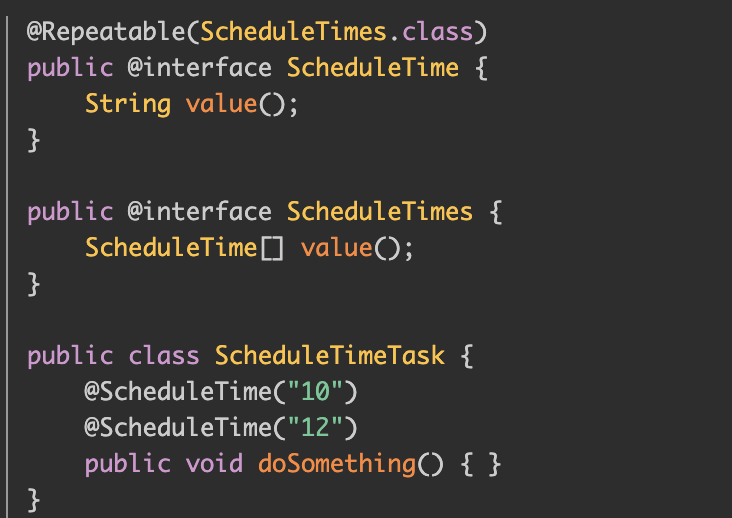 @Repeatable(ScheduleTimes.class)
public @interface ScheduleTime {
    String value();
}

public @interface ScheduleTimes {
    ScheduleTime[] value();
}

public class ScheduleTimeTask {
    @ScheduleTime("10")
    @ScheduleTime("12")
    public void doSomething() { }
}